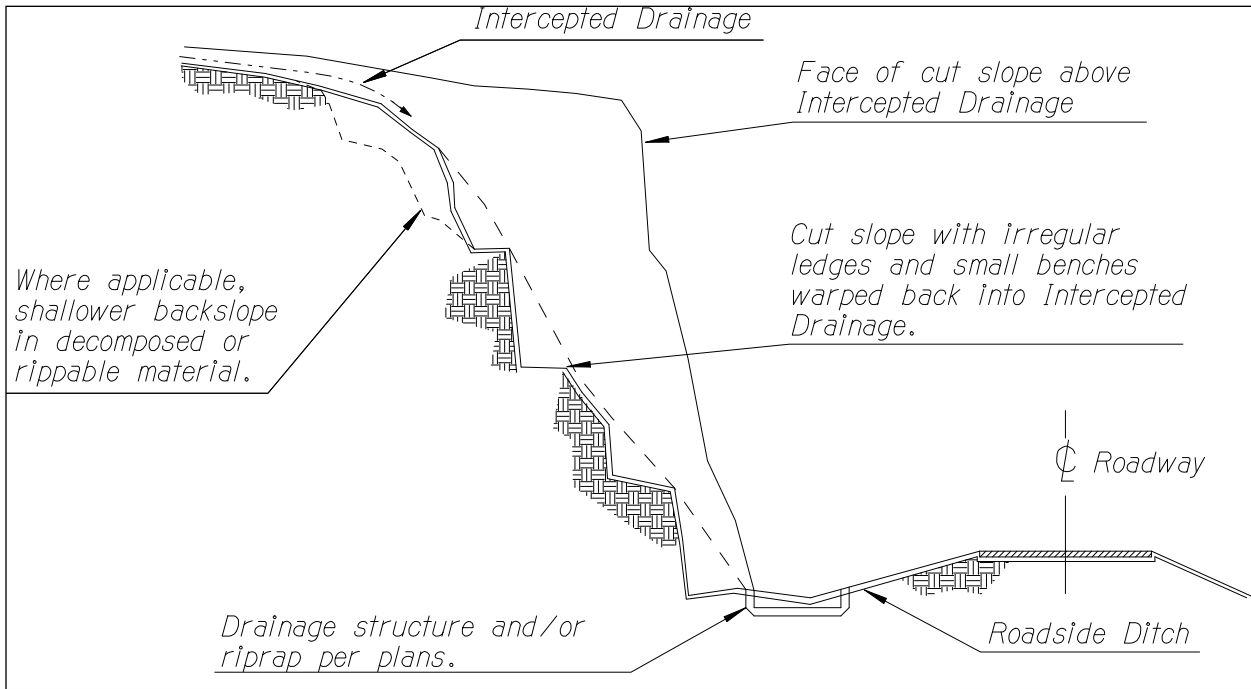 Intercepted Drainage
Face of cut slope above
Intercepted Drainage
Cut slope with irregular
ledges and small benches
warped back into Intercepted
Drainage.
Where applicable,
shallower backslope
in decomposed or
rippable material.
℄ Roadway
Drainage structure and/or
riprap per plans.
Roadside Ditch